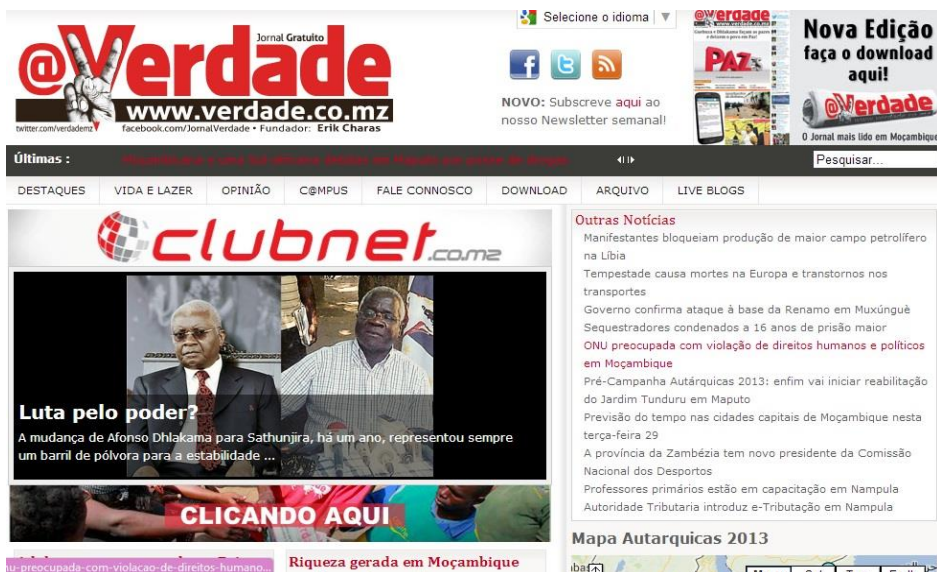 Jornal Gratuito
@Verdade
www.verdade.co.mz
twitter.com/verdademz
facebook.com/JornalVerdade • Fundador: Erik Charas
Selecione o idioma
NOVO: Subscreve aqui ao
nosso Newsletter semanal!
@Verdade
PAZ
Nova Edição
faça o download
aqui!
@Verdade
O Jornal mais lido em Moçambique
Últimas :
Pesquisar...
DESTAQUES
VIDA E LAZER
OPINIÃO
C@MPUS
FALE CONNOSCO
DOWNLOAD
ARQUIVO
LIVE BLOGS
clubnet.co.mz
Luta pelo poder?
A mudança de Afonso Dhlakama para Sathunjira, há um ano, representou sempre
um barril de pólvora para a estabilidade ...
CLICANDO AQUI
nu-preocupada-com-violacao-de-direitos-humano...
Riqueza gerada em Moçambique
Outras Notícias
Manifestantes bloqueiam produção de maior campo petrolífero
na Líbia
Tempestade causa mortes na Europa e transtornos nos
transportes
Governo confirma ataque à base da Renamo em Muxúnguè
Sequestradores condenados a 16 anos de prisão maior
ONU preocupada com violação de direitos humanos e políticos
em Moçambique
Pré-Campanha Autárquicas 2013: enfim vai iniciar reabilitação
do Jardim Tunduru em Maputo
Previsão do tempo nas cidades capitais de Moçambique nesta
terça-feira 29
A província da Zambézia tem novo presidente da Comissão
Nacional dos Desportos
Professores primários estão em capacitação em Nampula
Autoridade Tributaria introduz e-Tributação em Nampula
Mapa Autarquicas 2013